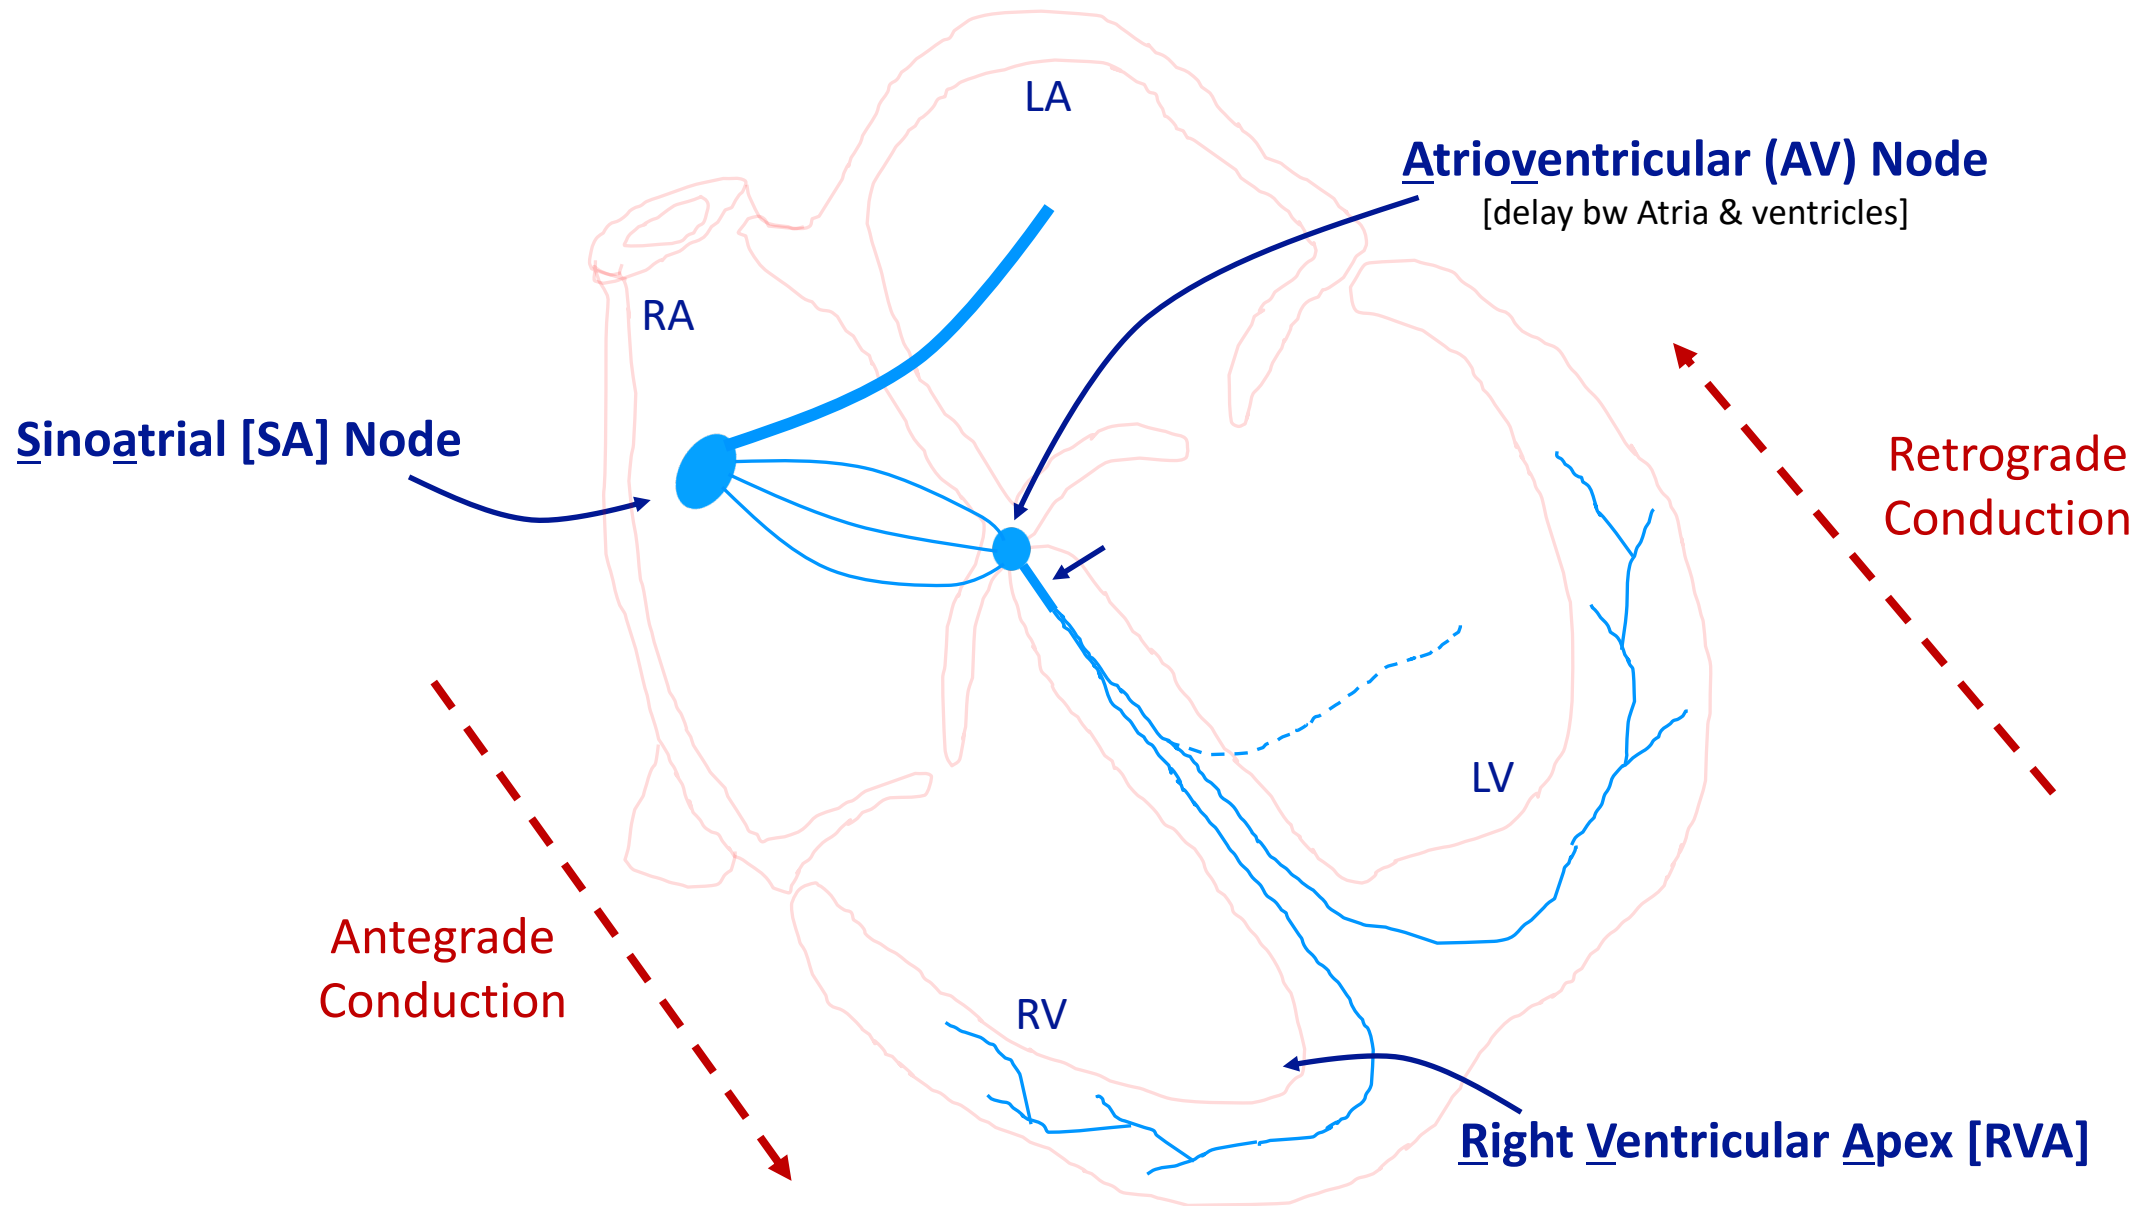 LA
Atrioventricular (AV) Node
[delay bw Atria & ventricles]
RA
Sinoatrial [SA] Node
Retrograde
Conduction
LV
Antegrade
Conduction
RV
Right Ventricular Apex [RVA]